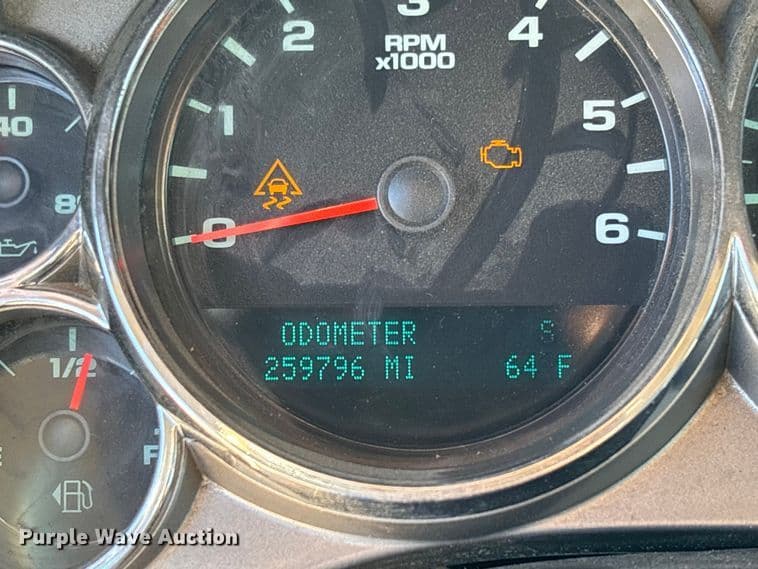 3
2 4
RPM
x1000
1 5
40
80
0 6
ODOMETER S
259796 MI 64 F
1/2
F
Purple Wave Auction